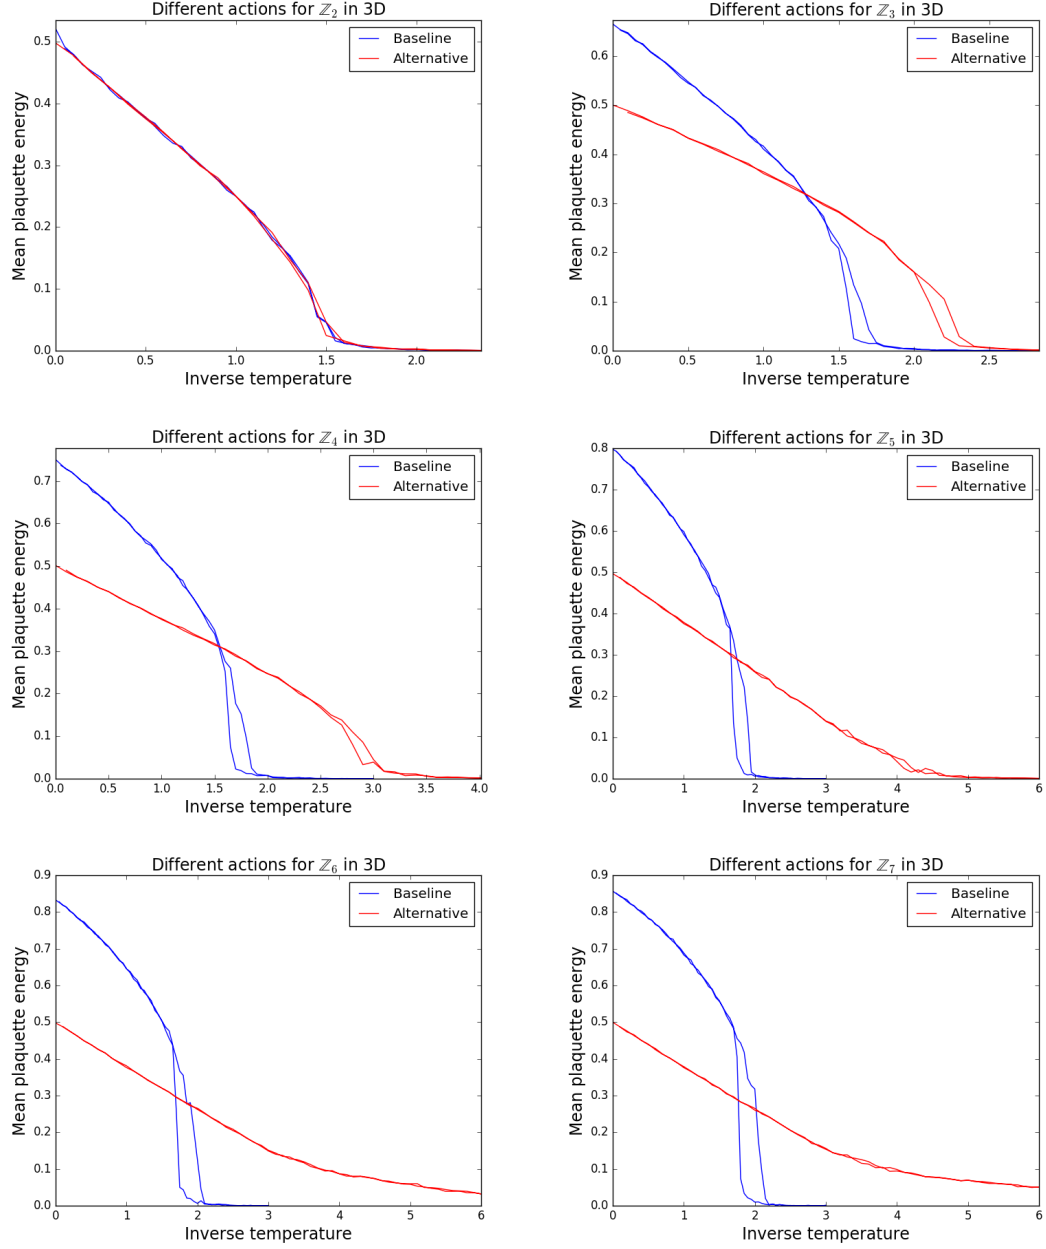 Different actions for ℤ₂ in 3D
Baseline
Alternative
Mean plaquette energy
0.5
0.4
0.3
0.2
0.1
0.0
0.0 0.5 1.0 1.5 2.0
Inverse temperature
Different actions for ℤ₃ in 3D
Baseline
Alternative
Mean plaquette energy
0.6
0.5
0.4
0.3
0.2
0.1
0.0
0.0 0.5 1.0 1.5 2.0 2.5
Inverse temperature
Different actions for ℤ₄ in 3D
Baseline
Alternative
Mean plaquette energy
0.7
0.6
0.5
0.4
0.3
0.2
0.1
0.0
0.0 0.5 1.0 1.5 2.0 2.5 3.0 3.5 4.0
Inverse temperature
Different actions for ℤ₅ in 3D
Baseline
Alternative
Mean plaquette energy
0.8
0.7
0.6
0.5
0.4
0.3
0.2
0.1
0.0
0 1 2 3 4 5 6
Inverse temperature
Different actions for ℤ₆ in 3D
Baseline
Alternative
Mean plaquette energy
0.9
0.8
0.7
0.6
0.5
0.4
0.3
0.2
0.1
0.0
0 1 2 3 4 5 6
Inverse temperature
Different actions for ℤ₇ in 3D
Baseline
Alternative
Mean plaquette energy
0.9
0.8
0.7
0.6
0.5
0.4
0.3
0.2
0.1
0.0
0 1 2 3 4 5 6
Inverse temperature